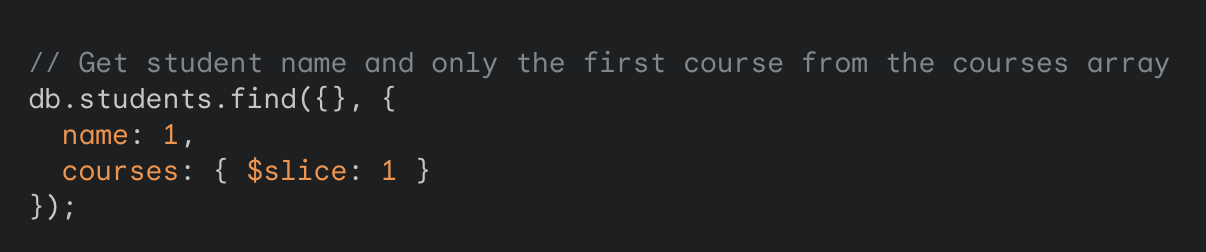 // Get student name and only the first course from the courses array
db.students.find({}, {
  name: 1,
  courses: { $slice: 1 }
});